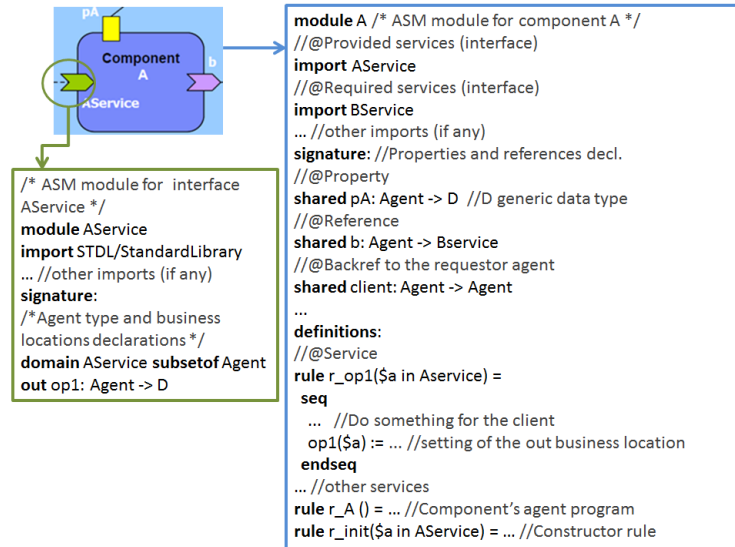 pA
Component
A
b
AService
/* ASM module for interface
AService */
module AService
import STDL/StandardLibrary
... //other imports (if any)
signature:
/*Agent type and business
locations declarations */
domain AService subsetof Agent
out op1: Agent -> D
module A /* ASM module for component A */
//@Provided services (interface)
import AService
//@Required services (interface)
import BService
... //other imports (if any)
signature: //Properties and references decl.
//@Property
shared pA: Agent -> D //D generic data type
//@Reference
shared b: Agent -> Bservice
//@Backref to the requestor agent
shared client: Agent -> Agent
...
definitions:
//@Service
rule r_op1($a in Aservice) =
seq
... //Do something for the client
op1($a) := ... //setting of the out business location
endseq
... //other services
rule r_A () = ... //Component's agent program
rule r_init($a in AService) = ... //Constructor rule